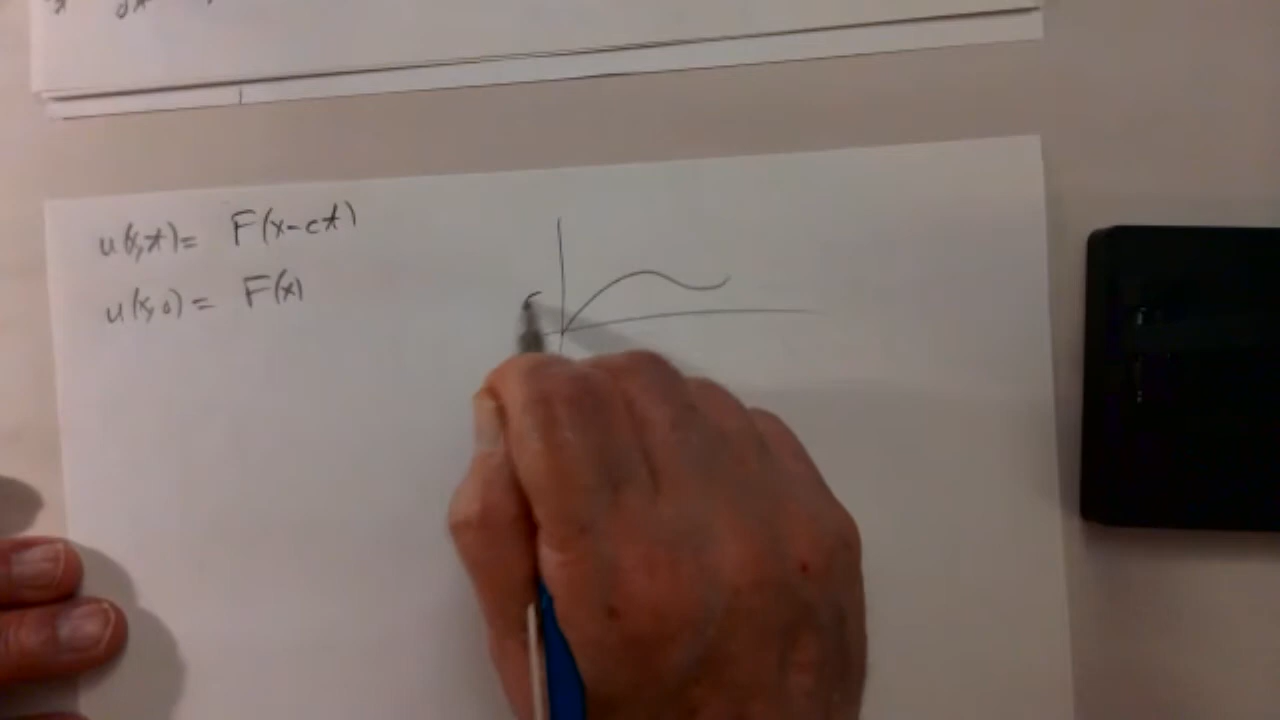 u(x,t) = F(x-ct)
u(x,0) = F(x)